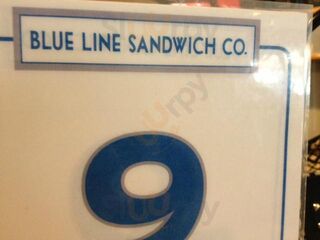 BLUE LINE SANDWICH CO.
9